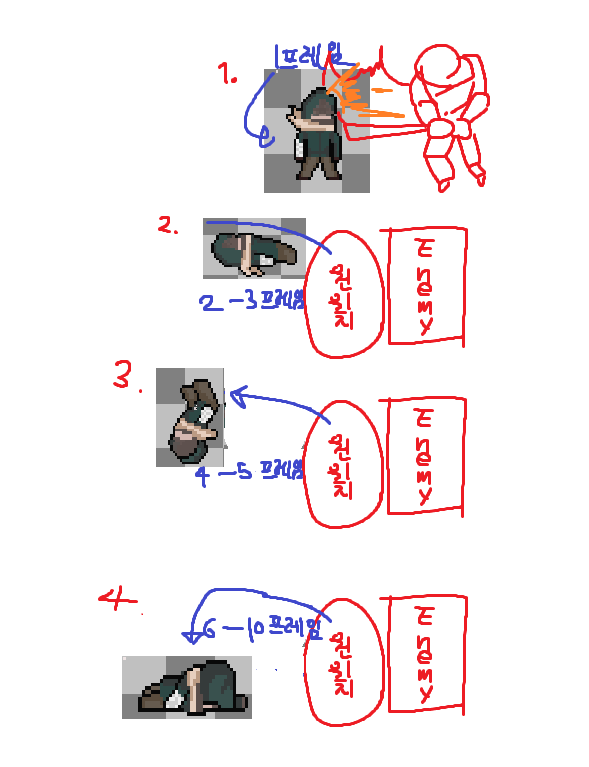 1프레임
1.
2.
원위치
Enemy
2-3프레임
3.
원위치
Enemy
4-5프레임
4.
6-10프레임
원위치
Enemy